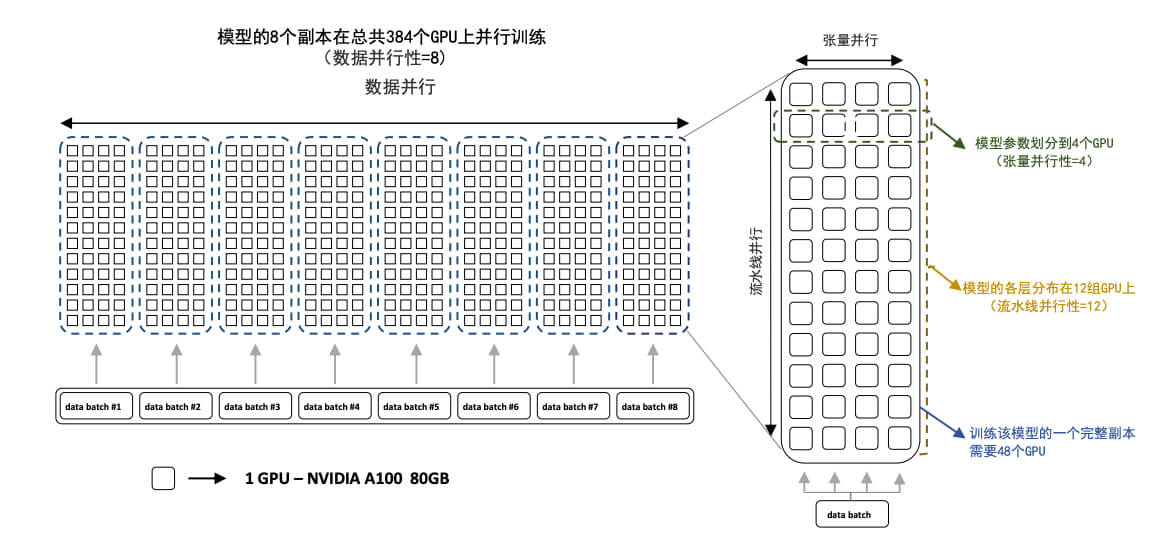 模型的8个副本在总共384个GPU上并行训练
（数据并行性=8）
数据并行
data batch #1
data batch #2
data batch #3
data batch #4
data batch #5
data batch #6
data batch #7
data batch #8
1 GPU – NVIDIA A100 80GB
张量并行
流水线并行
模型参数划分到4个GPU
（张量并行性=4）
模型的各层分布在12组GPU上
（流水线并行性=12）
训练该模型的一个完整副本
需要48个GPU
data batch